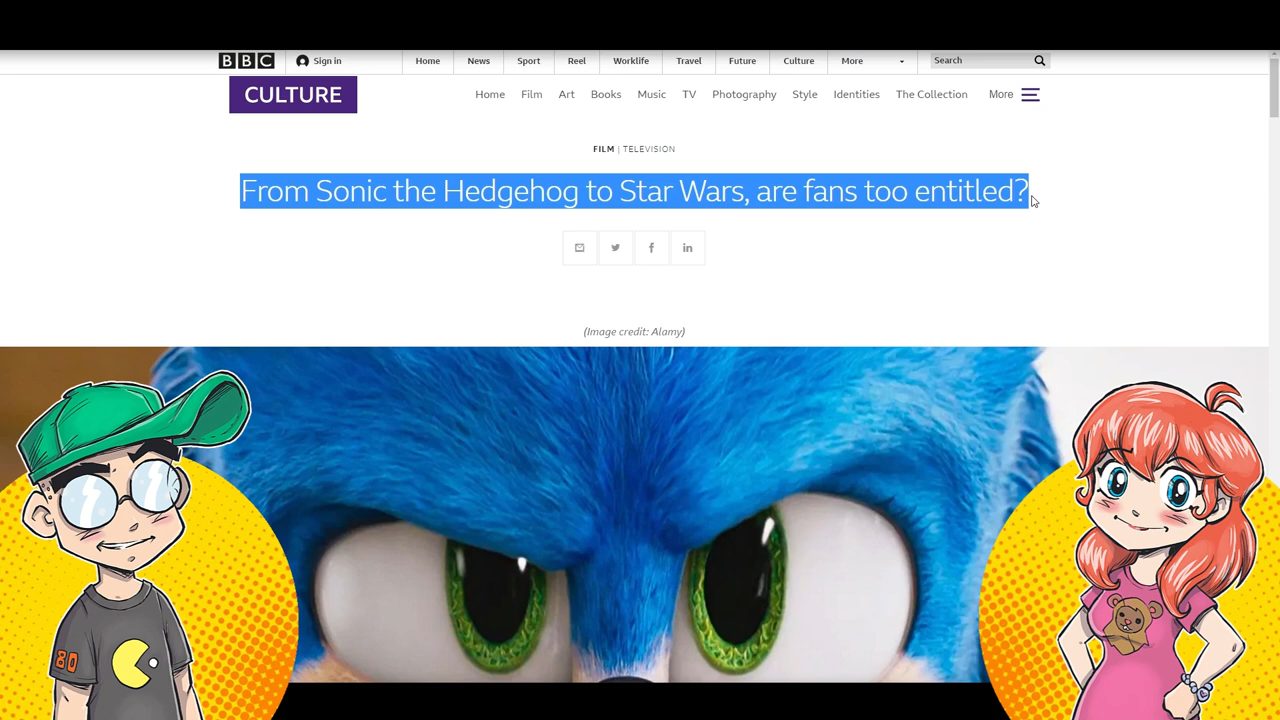 BBC
Sign in
Home
News
Sport
Reel
Worklife
Travel
Future
Culture
More
Search
CULTURE
Home
Film
Art
Books
Music
TV
Photography
Style
Identities
The Collection
More
FILM | TELEVISION
From Sonic the Hedgehog to Star Wars, are fans too entitled?
(Image credit: Alamy)
80